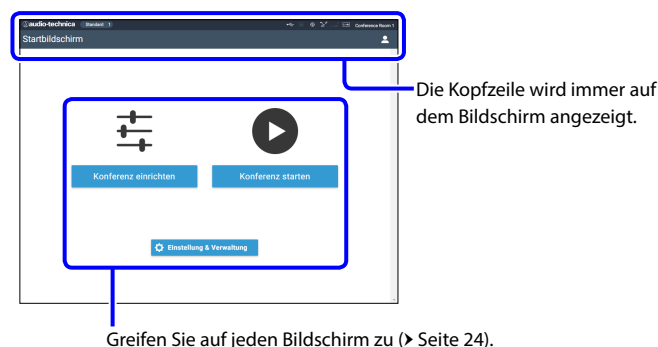 audio-technica Standard 1 Conference Room 1
Startbildschirm
Die Kopfzeile wird immer auf
dem Bildschirm angezeigt.
Konferenz einrichten
Konferenz starten
Einstellung & Verwaltung
Greifen Sie auf jeden Bildschirm zu (> Seite 24).